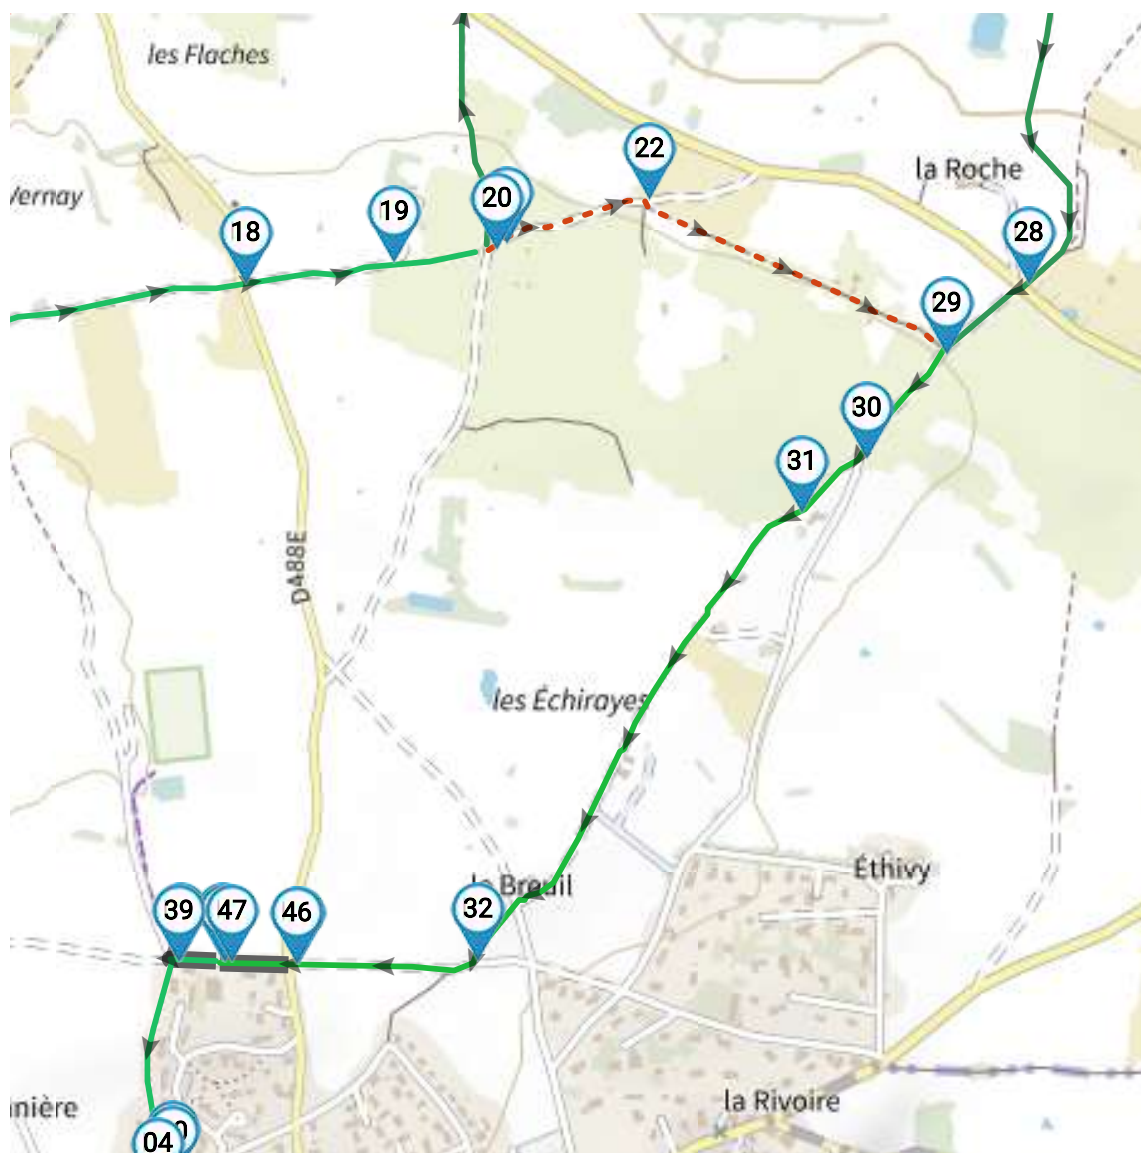 les Flaches
22
la Roche
Vernay
20
19
18
28
29
30
31
D488E
les Échirayes
Éthivy
le Breuil
39
47
46
32
la Rivoire
nière
04